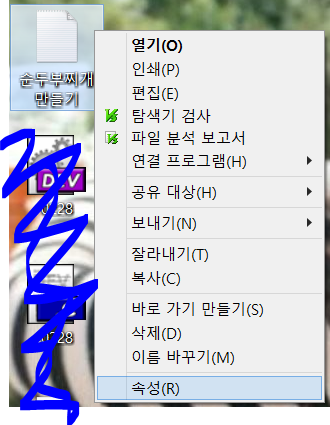 순두부찌개
만들기
열기(O)
인쇄(P)
편집(E)
탐색기 검사
파일 분석 보고서
연결 프로그램(H)
공유 대상(H)
보내기(N)
잘라내기(T)
복사(C)
바로 가기 만들기(S)
삭제(D)
이름 바꾸기(M)
속성(R)
DEV